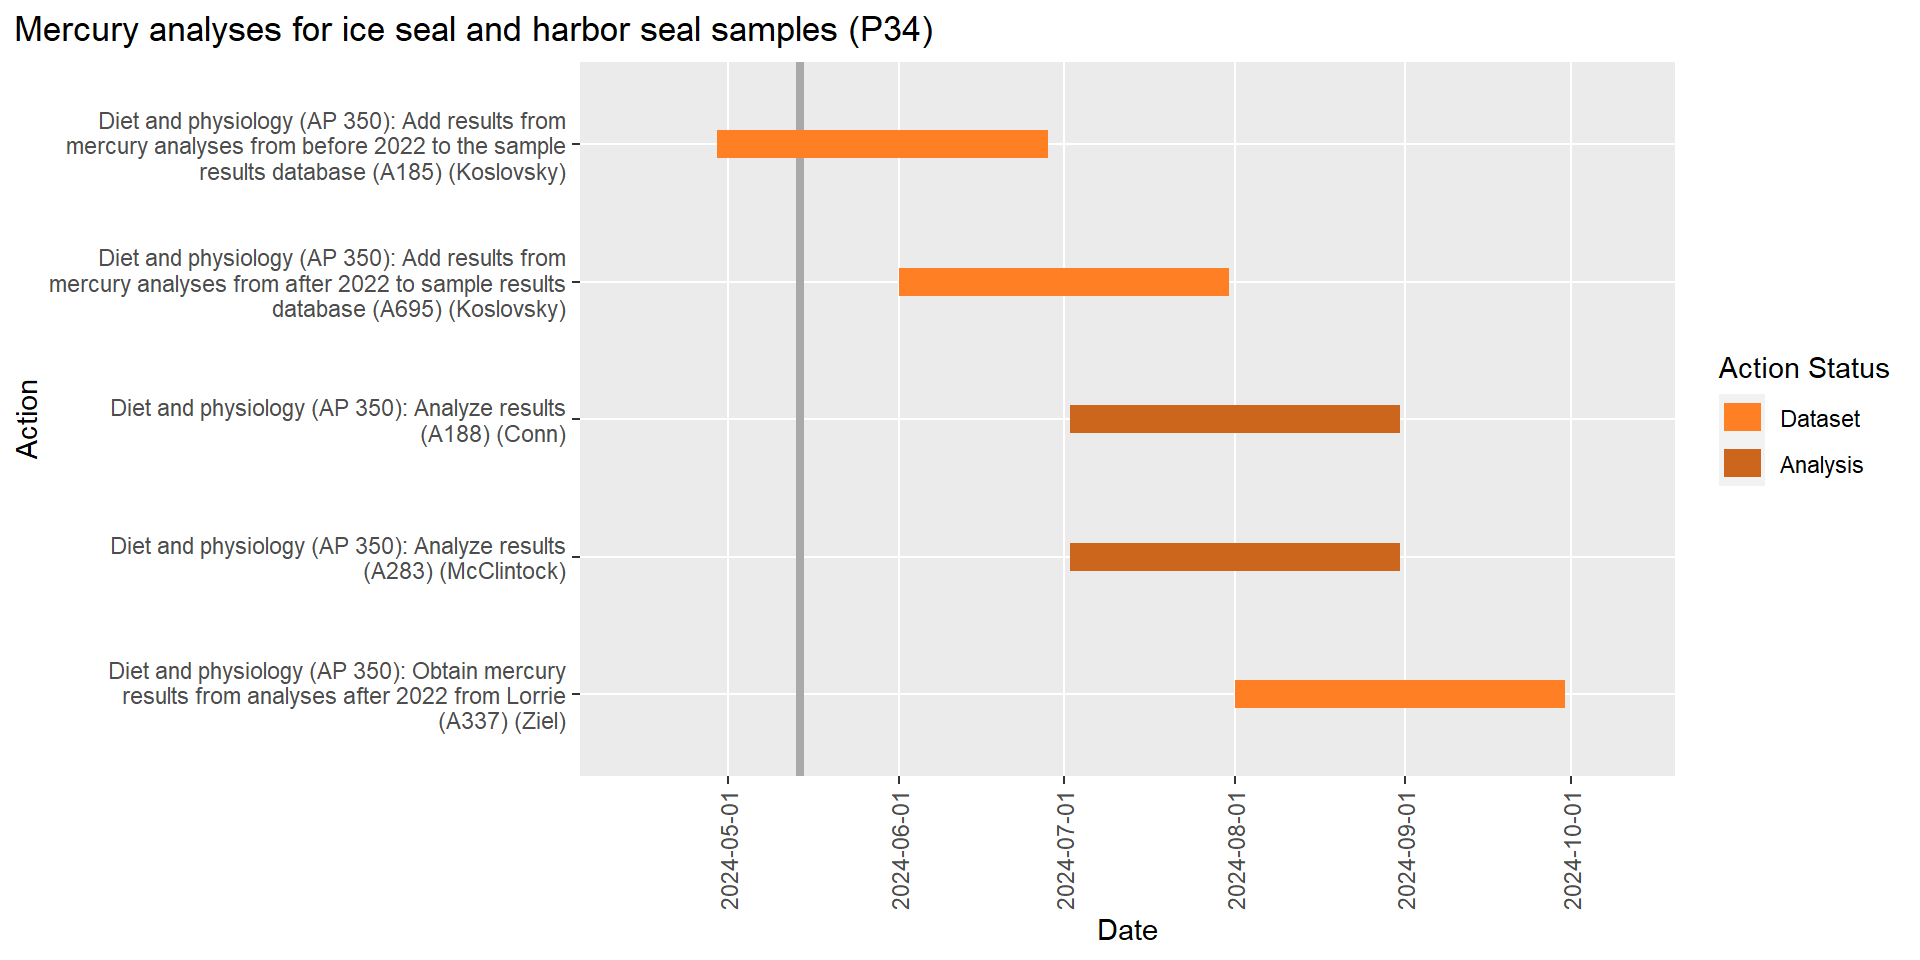 Mercury analyses for ice seal and harbor seal samples (P34)
Diet and physiology (AP 350): Add results from
mercury analyses from before 2022 to the sample
results database (A185) (Koslovsky)
Diet and physiology (AP 350): Add results from
mercury analyses from after 2022 to sample results
database (A695) (Koslovsky)
Diet and physiology (AP 350): Analyze results
(A188) (Conn)
Diet and physiology (AP 350): Analyze results
(A283) (McClintock)
Diet and physiology (AP 350): Obtain mercury
results from analyses after 2022 from Lorrie
(A337) (Ziel)
Action
2024-05-01
2024-06-01
2024-07-01
2024-08-01
2024-09-01
2024-10-01
Date
Action Status
Dataset
Analysis